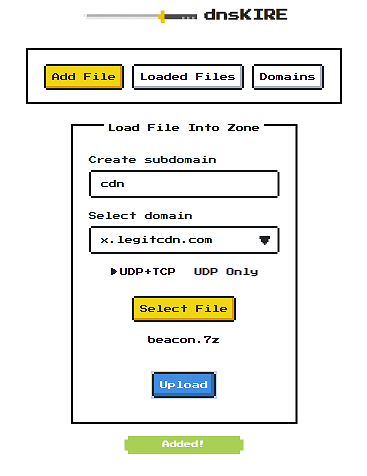 dnsKIRE
Add File Loaded Files Domains
Load File Into Zone
Create subdomain
cdn
Select domain
x.legitcdn.com
UDP+TCP UDP Only
Select File
beacon.7z
Upload
Added!